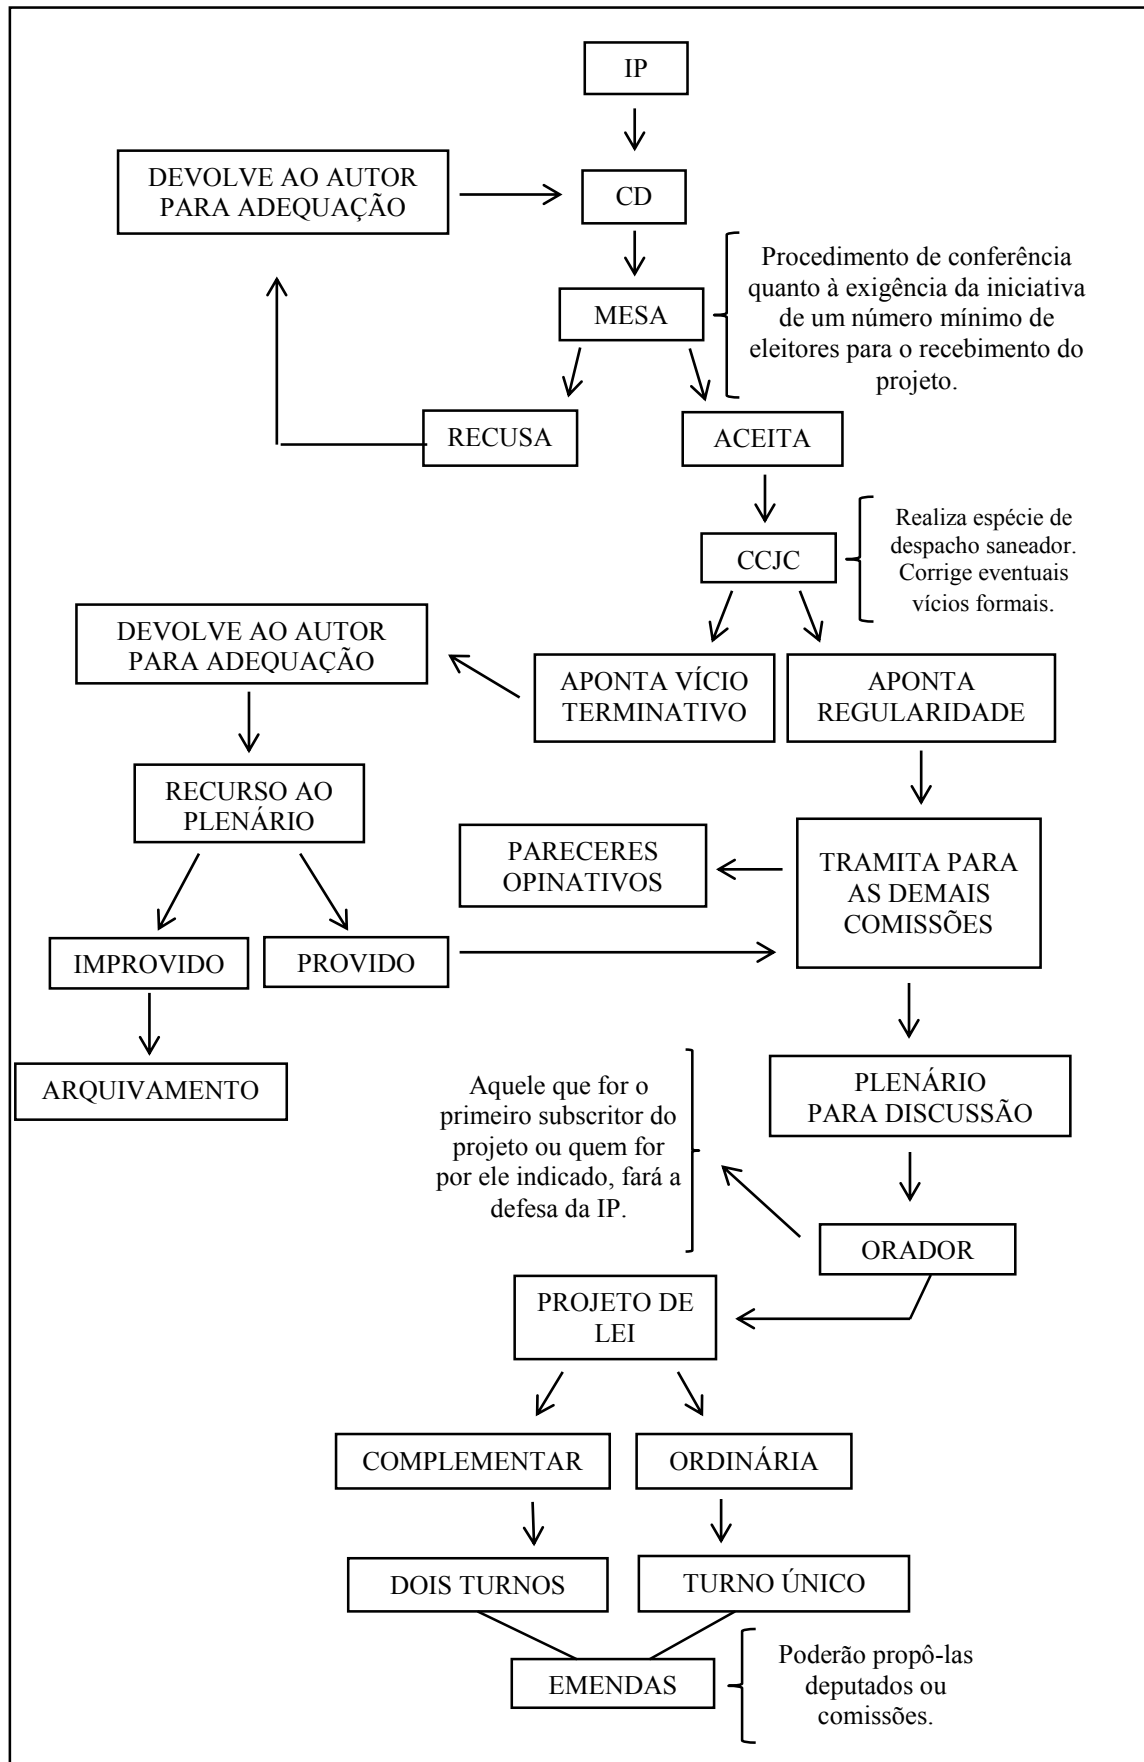 IP
DEVOLVE AO AUTOR
PARA ADEQUAÇÃO
CD
MESA
Procedimento de conferência
quanto à exigência da iniciativa
de um número mínimo de
eleitores para o recebimento do
projeto.
RECUSA
ACEITA
CCJC
Realiza espécie de
despacho saneador.
Corrige eventuais
vícios formais.
DEVOLVE AO AUTOR
PARA ADEQUAÇÃO
APONTA VÍCIO
TERMINATIVO
APONTA
REGULARIDADE
RECURSO AO
PLENÁRIO
PARECERES
OPINATIVOS
TRAMITA PARA
AS DEMAIS
COMISSÕES
IMPROVIDO
PROVIDO
ARQUIVAMENTO
PLENÁRIO
PARA DISCUSSÃO
Aquele que for o
primeiro subscritor do
projeto ou quem for
por ele indicado, fará a
defesa da IP.
ORADOR
PROJETO DE
LEI
COMPLEMENTAR
ORDINÁRIA
DOIS TURNOS
TURNO ÚNICO
EMENDAS
Poderão propô-las
deputados ou
comissões.